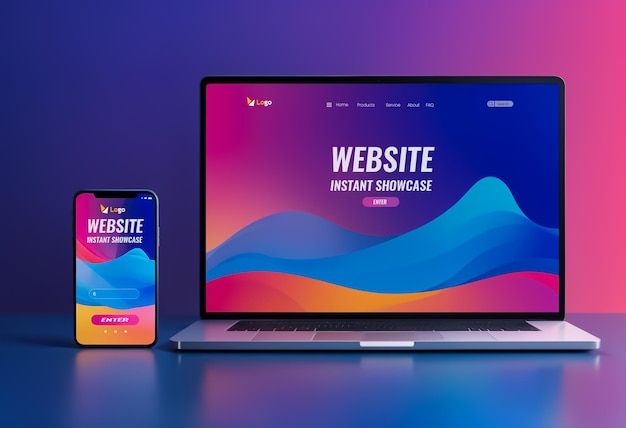 Logo
Home Products Service About FAQ
WEBSITE
INSTANT SHOWCASE
ENTER
Logo
WEBSITE
INSTANT SHOWCASE
ENTER